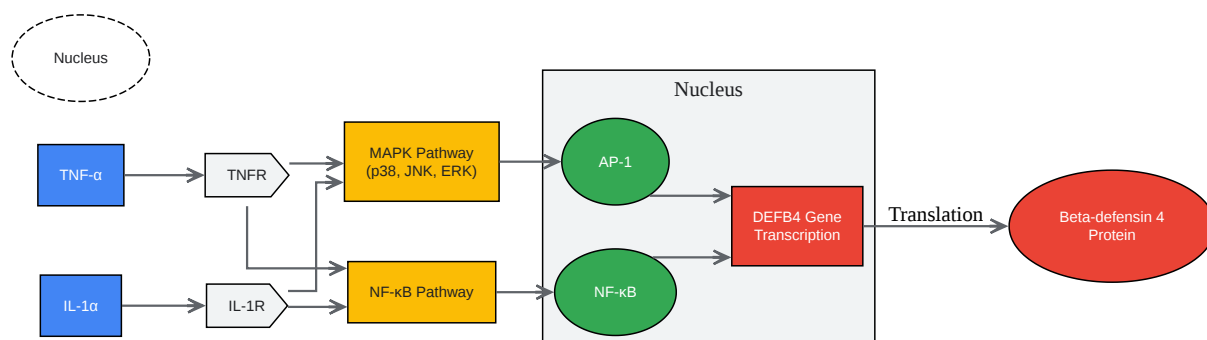 Nucleus
Nucleus
TNF-α
TNFR
MAPK Pathway
(p38, JNK, ERK)
AP-1
DEFB4 Gene
Transcription
Translation
Beta-defensin 4
Protein
IL-1α
IL-1R
NF-κB Pathway
NF-κB